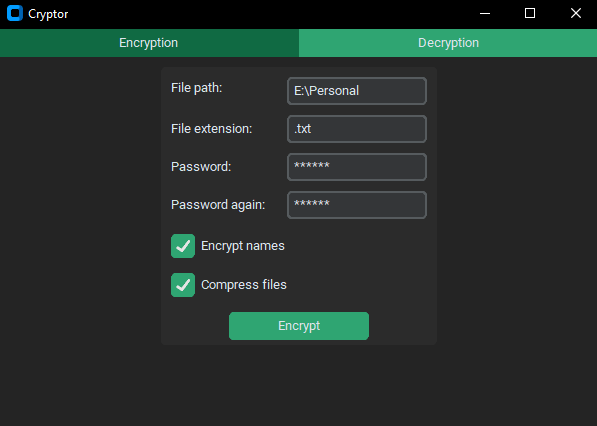 Cryptor
Encryption Decryption
File path: E:\Personal
File extension: .txt
Password: ******
Password again: ******
Encrypt names
Compress files
Encrypt